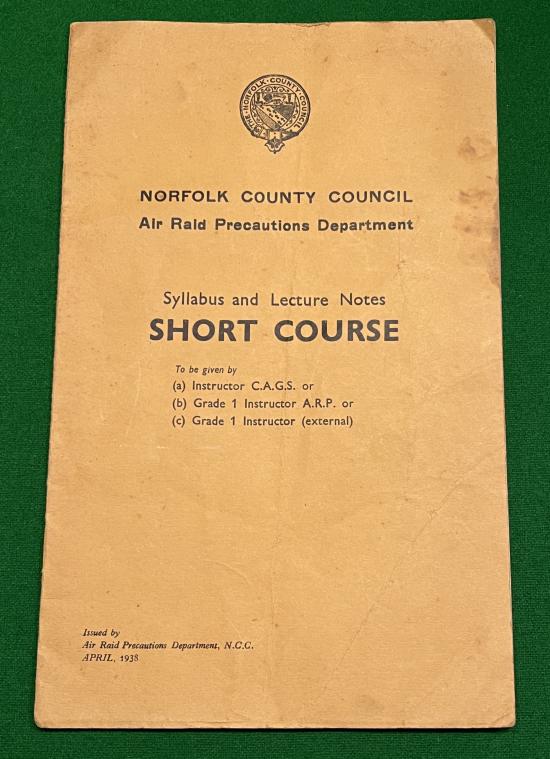 THE · NORFOLK · COUNTY · COUNCIL
NORFOLK COUNTY COUNCIL
Air Raid Precautions Department
Syllabus and Lecture Notes
SHORT COURSE
To be given by
(a) Instructor C.A.G.S. or
(b) Grade 1 Instructor A.R.P. or
(c) Grade 1 Instructor (external)
Issued by
Air Raid Precautions Department, N.C.C.
APRIL, 1938